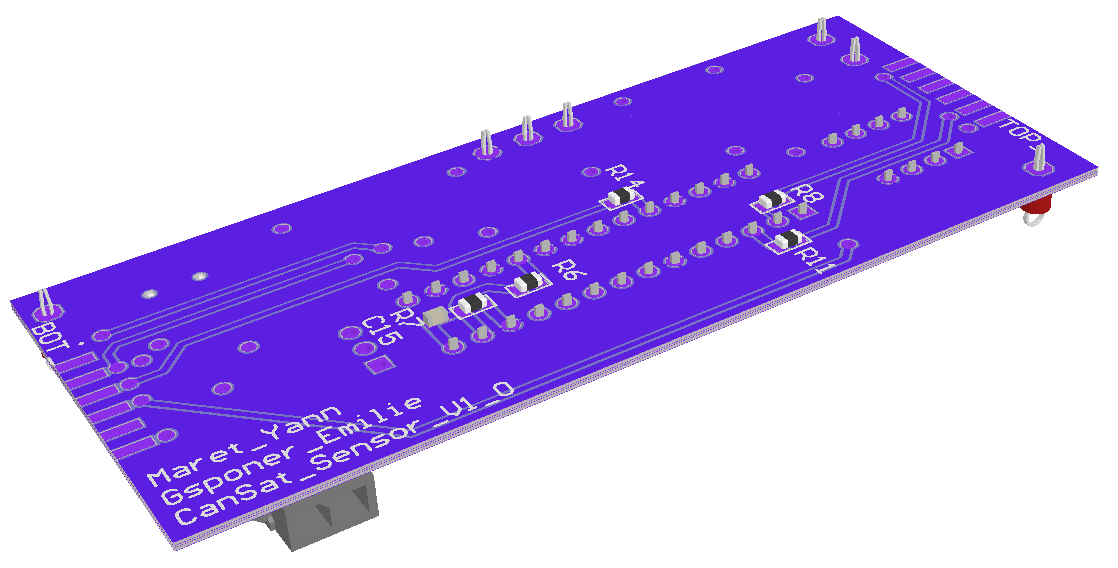 R14
TOP
R8
R11
R6
R7
C15
BOT
Maret_Yann
Gsponer_Emilie
CanSat_Sensor_V1_0